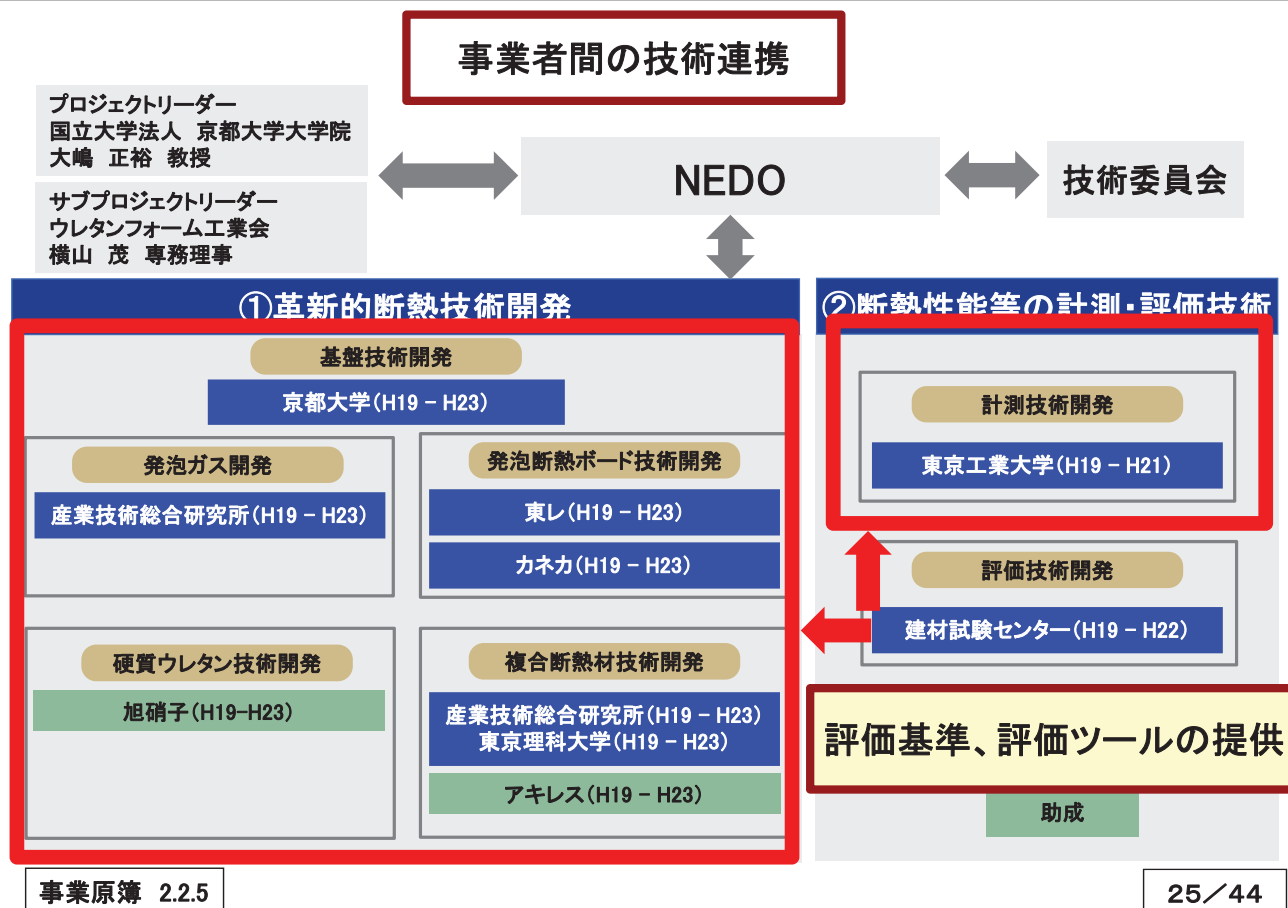 事業者間の技術連携
プロジェクトリーダー
国立大学法人 京都大学大学院
大嶋 正裕 教授
サブプロジェクトリーダー
ウレタンフォーム工業会
横山 茂 専務理事
NEDO
技術委員会
①革新的断熱技術開発
基盤技術開発
京都大学(H19 - H23)
発泡ガス開発
産業技術総合研究所(H19 - H23)
発泡断熱ボード技術開発
東レ(H19 - H23)
カネカ(H19 - H23)
硬質ウレタン技術開発
旭硝子(H19-H23)
複合断熱材技術開発
産業技術総合研究所(H19 - H23)
東京理科大学(H19 - H23)
アキレス(H19 - H23)
②断熱性能等の計測・評価技術
計測技術開発
東京工業大学(H19 - H21)
評価技術開発
建材試験センター(H19 - H22)
評価基準、評価ツールの提供
助成
事業原簿 2.2.5
25/44